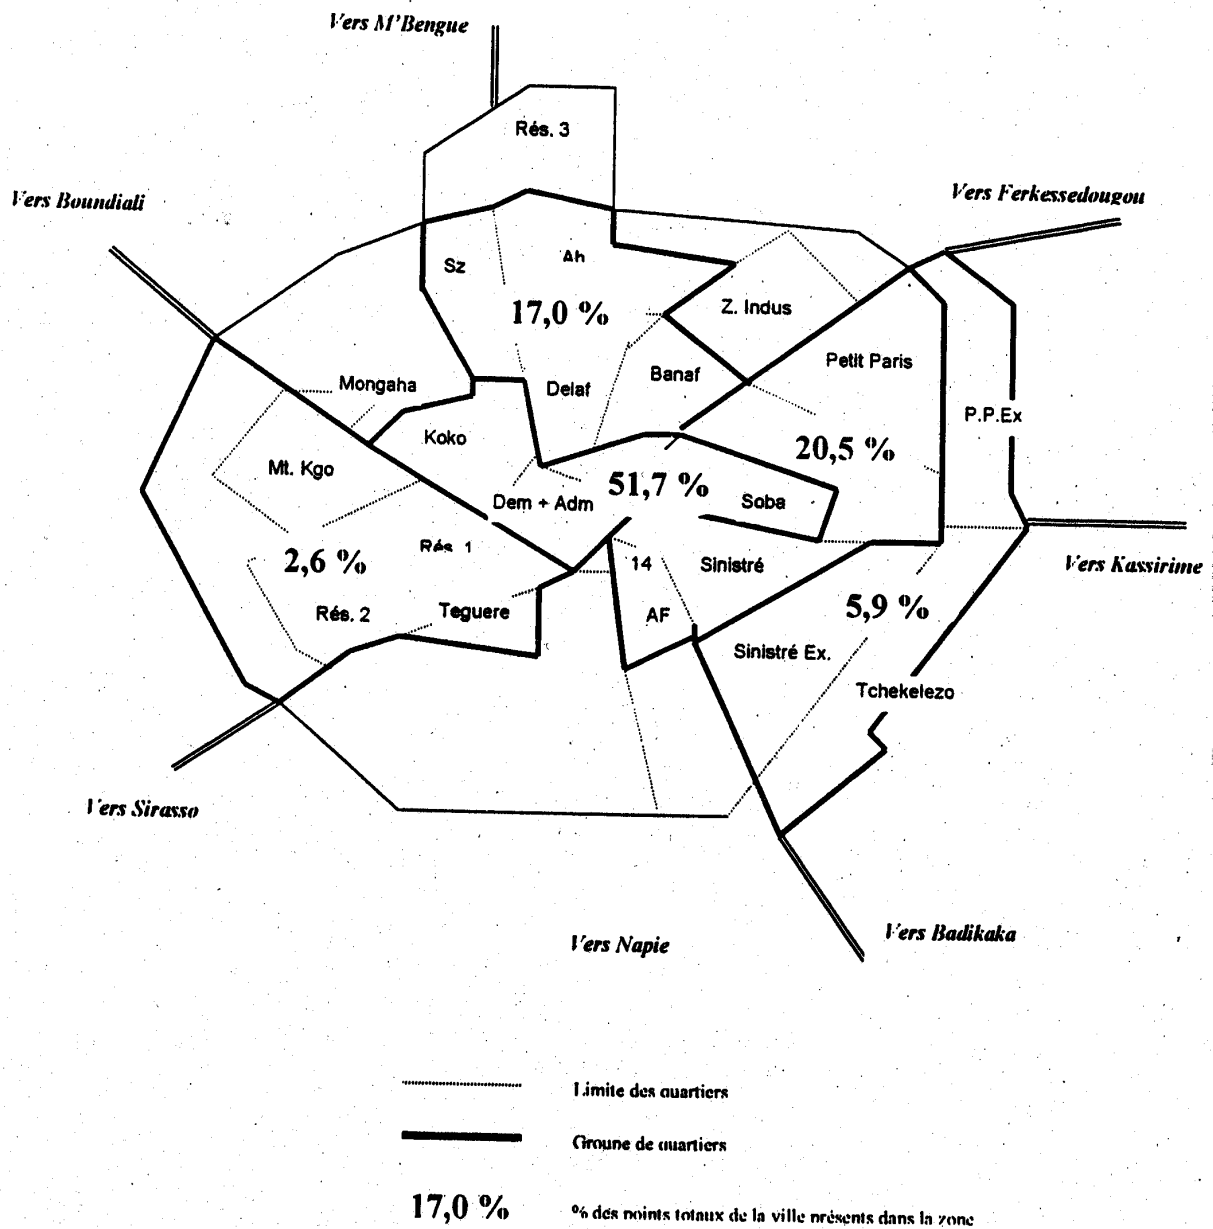 Vers M'Bengue
Rés. 3
Vers Boundiali
Vers Ferkessedougou
Sz
Ah
17,0 %
Z. Indus
Petit Paris
Mongaha
Delaf
Banaf
P.P.Ex
Koko
20,5 %
Mt. Kgo
51,7 %
Dem + Adm
Soba
Rés. 1
2,6 %
14
Sinistré
Vers Kassirime
Rés. 2
Teguere
AF
5,9 %
Sinistré Ex.
Tchekelezo
Vers Sirasso
Vers Napie
Vers Badikaka
Limite des quartiers
Groupe de quartiers
17,0 %
% des points totaux de la ville présents dans la zone